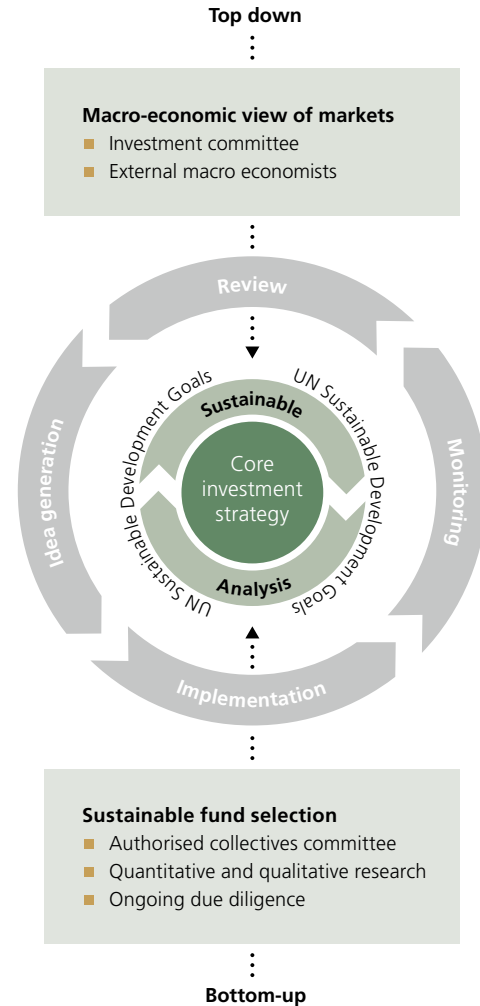 Top down
Macro-economic view of markets
Investment committee
External macro economists
Review
UN Sustainable Development Goals
UN Sustainable Development Goals
Sustainable
Idea generation
Core
investment
strategy
Monitoring
Analysis
Implementation
Sustainable fund selection
Authorised collectives committee
Quantitative and qualitative research
Ongoing due diligence
Bottom-up